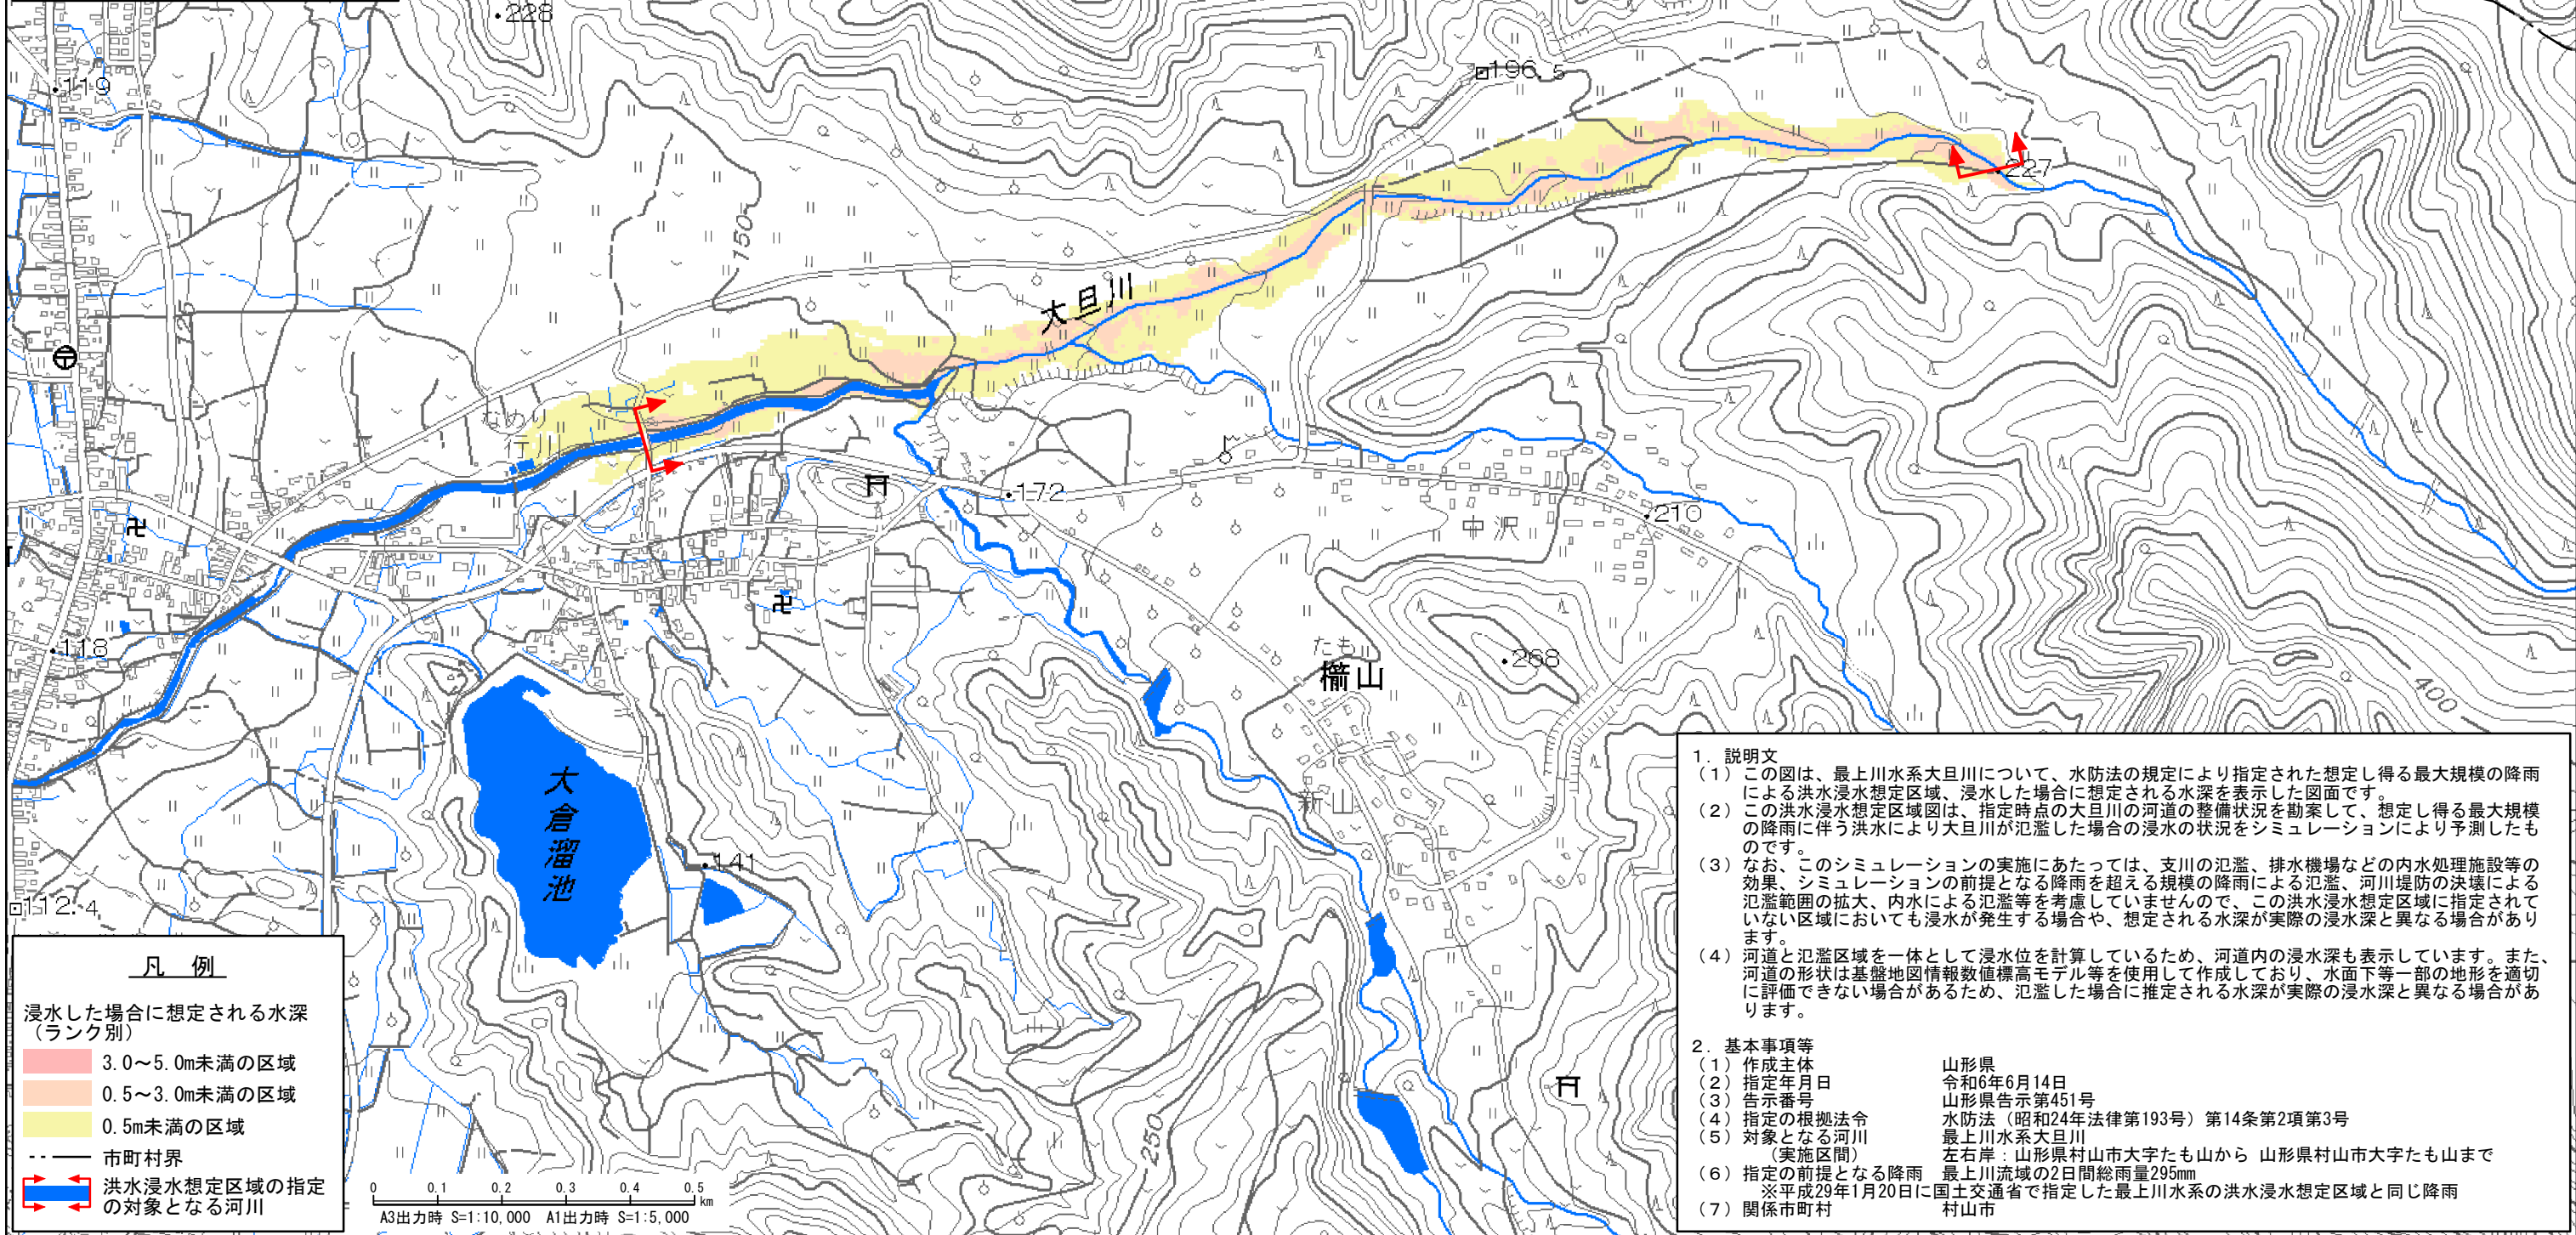 228
119
196.5
227
150
125
大旦川
なめり
行川
172
210
中沢
118
たも
櫤山
268
400
新山
大倉溜池
141
112.4
250
凡 例
浸水した場合に想定される水深
(ランク別)
3.0～5.0m未満の区域
0.5～3.0m未満の区域
0.5m未満の区域
市町村界
洪水浸水想定区域の指定
の対象となる河川
0 0.1 0.2 0.3 0.4 0.5
km
A3出力時 S=1:10,000 A1出力時 S=1:5,000
1. 説明文
(1) この図は、最上川水系大旦川について、水防法の規定により指定された想定し得る最大規模の降雨
による洪水浸水想定区域、浸水した場合に想定される水深を表示した図面です。
(2) この洪水浸水想定区域図は、指定時点の大旦川の河道の整備状況を勘案して、想定し得る最大規模
の降雨に伴う洪水により大旦川が氾濫した場合の浸水の状況をシミュレーションにより予測したも
のです。
(3) なお、このシミュレーションの実施にあたっては、支川の氾濫、排水機場などの内水処理施設等の
効果、シミュレーションの前提となる降雨を超える規模の降雨による氾濫、河川堤防の決壊による
氾濫範囲の拡大、内水による氾濫等を考慮していませんので、この洪水浸水想定区域に指定されて
いない区域においても浸水が発生する場合や、想定される水深が実際の浸水深と異なる場合があり
ます。
(4) 河道と氾濫区域を一体として浸水位を計算しているため、河道内の浸水深も表示しています。また、
河道の形状は基盤地図情報数値標高モデル等を使用して作成しており、水面下等一部の地形を適切
に評価できない場合があるため、氾濫した場合に推定される水深が実際の浸水深と異なる場合があ
ります。
2. 基本事項等
(1) 作成主体 山形県
(2) 指定年月日 令和6年6月14日
(3) 告示番号 山形県告示第451号
(4) 指定の根拠法令 水防法（昭和24年法律第193号）第14条第2項第3号
(5) 対象となる河川 最上川水系大旦川
(実施区間) 左右岸：山形県村山市大字たも山から 山形県村山市大字たも山まで
(6) 指定の前提となる降雨 最上川流域の2日間総雨量295mm
※平成29年1月20日に国土交通省で指定した最上川水系の洪水浸水想定区域と同じ降雨
(7) 関係市町村 村山市